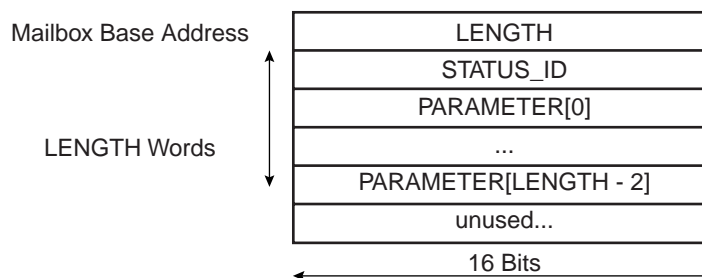 Mailbox Base Address
LENGTH
STATUS_ID
PARAMETER[0]
LENGTH Words
...
PARAMETER[LENGTH - 2]
unused...
16 Bits